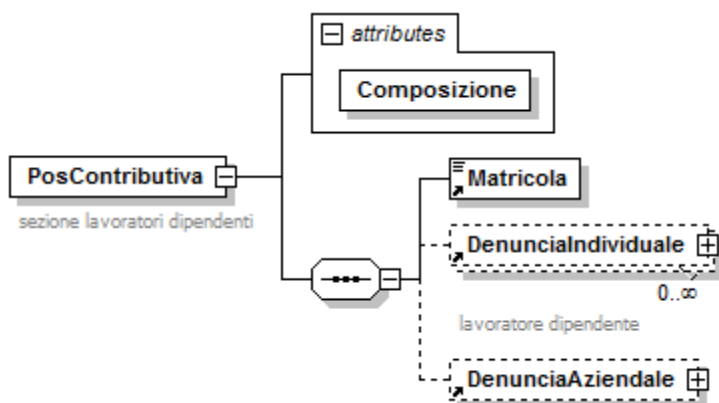 attributes
Composizione
PosContributiva
sezione lavoratori dipendenti
Matricola
DenunciaIndividuale
0..∞
lavoratore dipendente
DenunciaAziendale